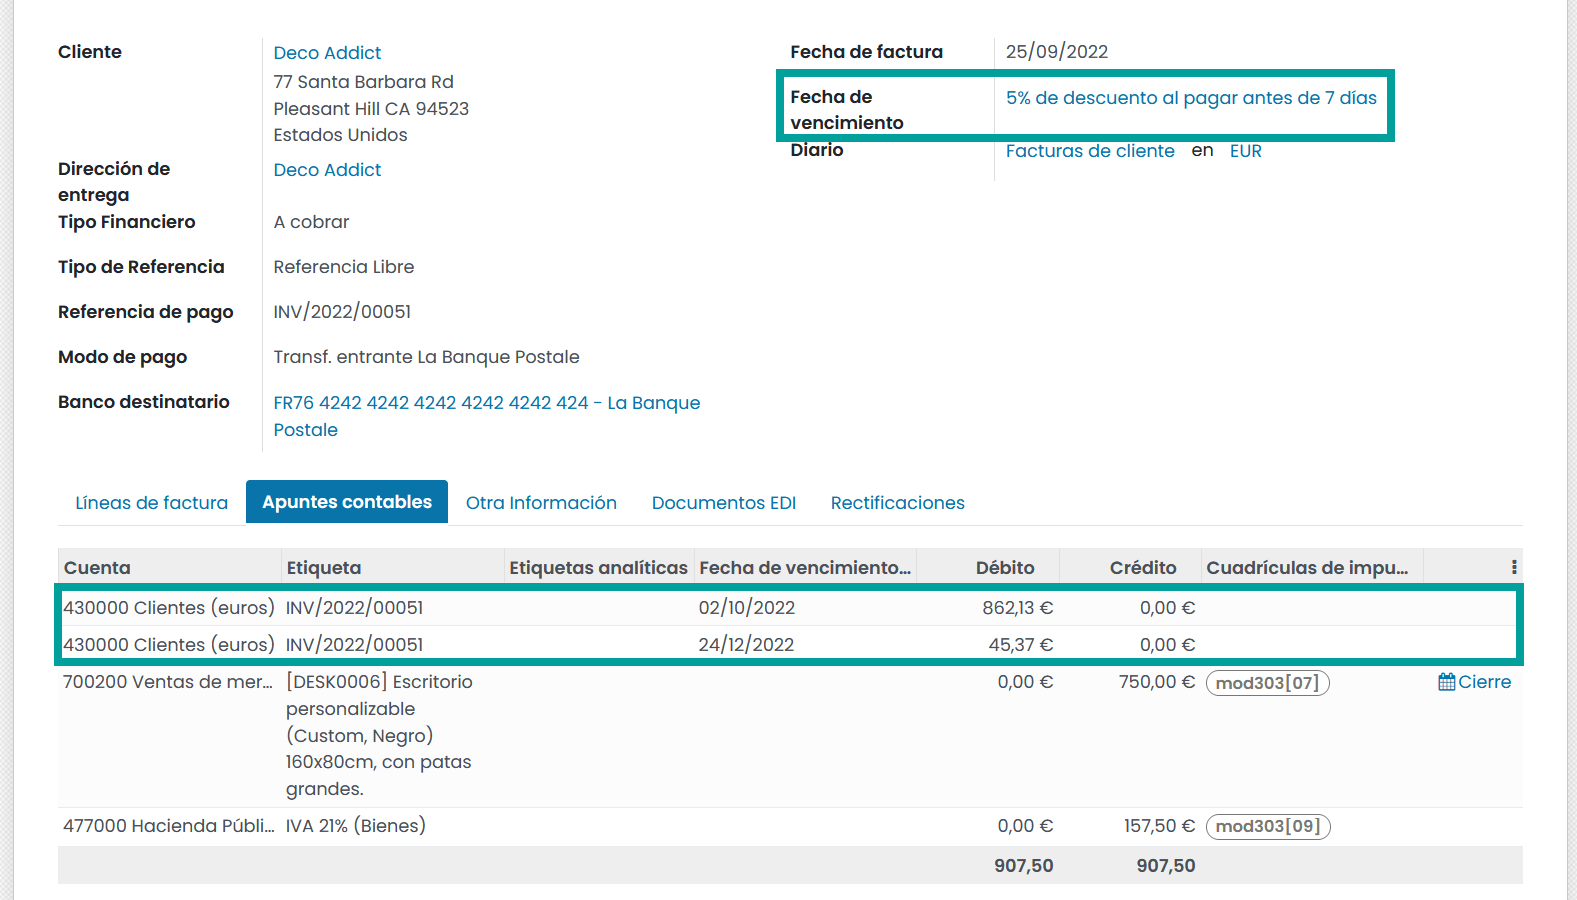 Cliente
Deco Addict
77 Santa Barbara Rd
Pleasant Hill CA 94523
Estados Unidos
Dirección de
entrega
Deco Addict
Tipo Financiero
A cobrar
Tipo de Referencia
Referencia Libre
Referencia de pago
INV/2022/00051
Modo de pago
Transf. entrante La Banque Postale
Banco destinatario
FR76 4242 4242 4242 4242 4242 424 - La Banque
Postale
Fecha de factura
25/09/2022
Fecha de
vencimiento
5% de descuento al pagar antes de 7 días
Diario
Facturas de cliente en EUR
Líneas de factura Apuntes contables Otra Información Documentos EDI Rectificaciones
Cuenta Etiqueta Etiquetas analíticas Fecha de vencimiento... Débito Crédito Cuadrículas de impu...
430000 Clientes (euros) INV/2022/00051 02/10/2022 862,13 € 0,00 €
430000 Clientes (euros) INV/2022/00051 24/12/2022 45,37 € 0,00 €
700200 Ventas de mer... [DESK0006] Escritorio 0,00 € 750,00 € mod303[07] Cierre
personalizable
(Custom, Negro)
160x80cm, con patas
grandes.
477000 Hacienda Públi... IVA 21% (Bienes) 0,00 € 157,50 € mod303[09]
907,50 907,50